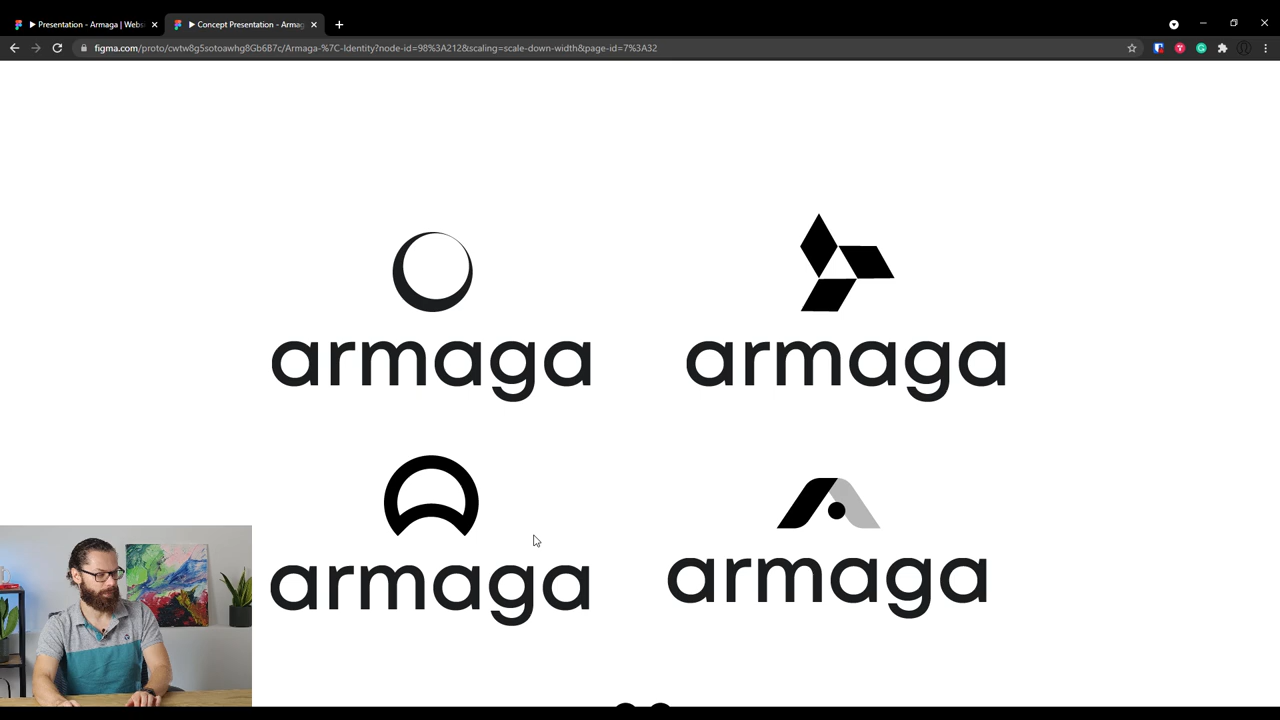 Presentation - Armaga | Webs
Concept Presentation - Armag
figma.com/proto/cwtw8g5sotoawhg8Gb6B7c/Armaga-%7C-Identity?node-id=98%3A212&scaling=scale-down-width&page-id=7%3A32
armaga
armaga
armaga
armaga